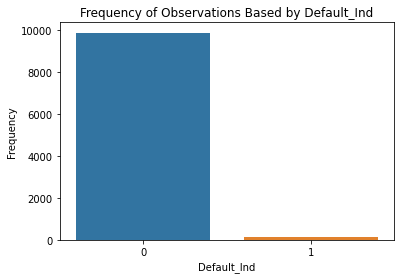 Frequency of Observations Based by Default_Ind
10000
8000
6000
4000
2000
0
Frequency
0
1
Default_Ind